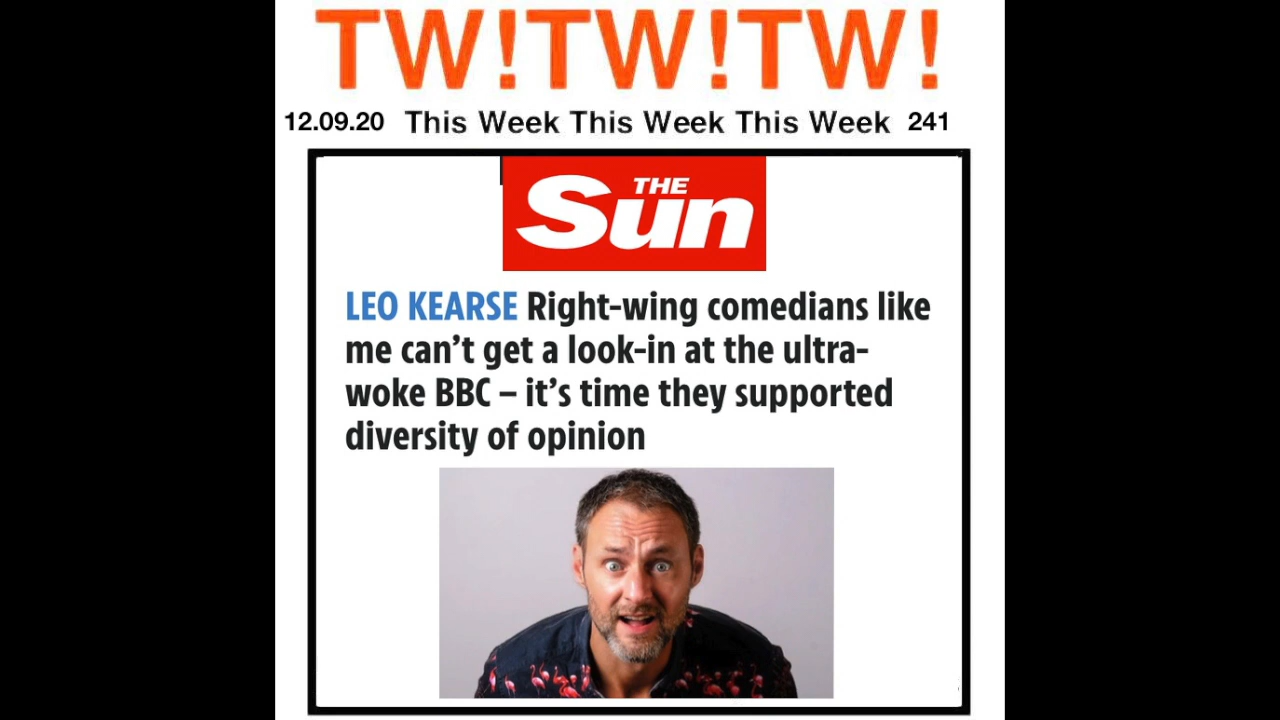 TW!TW!TW!
12.09.20 This Week This Week This Week 241
THE
Sun
LEO KEARSE Right-wing comedians like
me can't get a look-in at the ultra-
woke BBC – it's time they supported
diversity of opinion